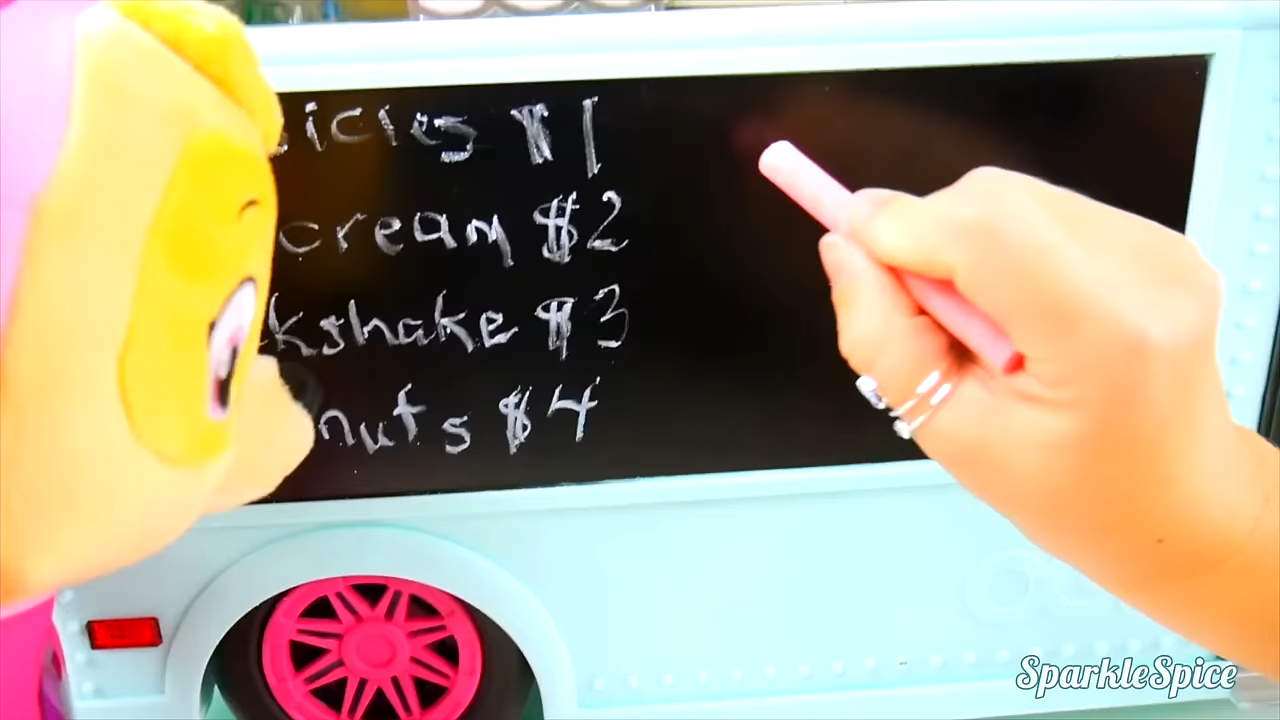 sicles $1
cream $2
kshake $3
nuts $4
SparkleSpice